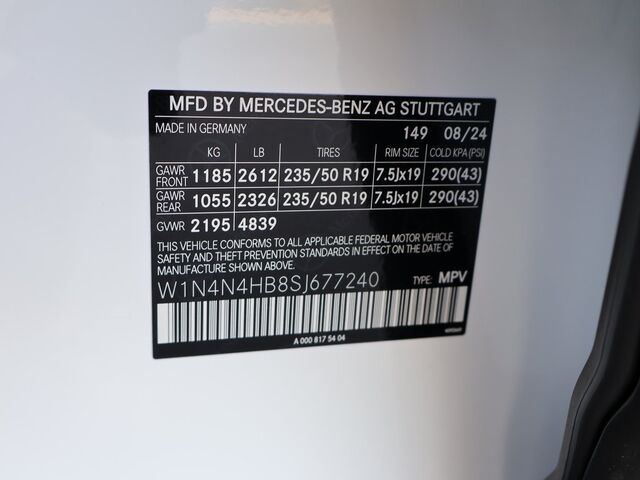 MFD BY MERCEDES-BENZ AG STUTTGART
MADE IN GERMANY 149 08/24
KG LB TIRES RIM SIZE COLD KPA (PSI)
GAWR FRONT 1185 2612 235/50 R19 7.5Jx19 290(43)
GAWR REAR 1055 2326 235/50 R19 7.5Jx19 290(43)
GVWR 2195 4839
THIS VEHICLE CONFORMS TO ALL APPLICABLE FEDERAL MOTOR VEHICLE
SAFETY AND THEFT PREVENTION STANDARDS IN EFFECT ON THE
DATE OF MANUFACTURE SHOWN ABOVE.
W1N4N4HB8SJ677240 TYPE: MPV
A 000 817 54 04